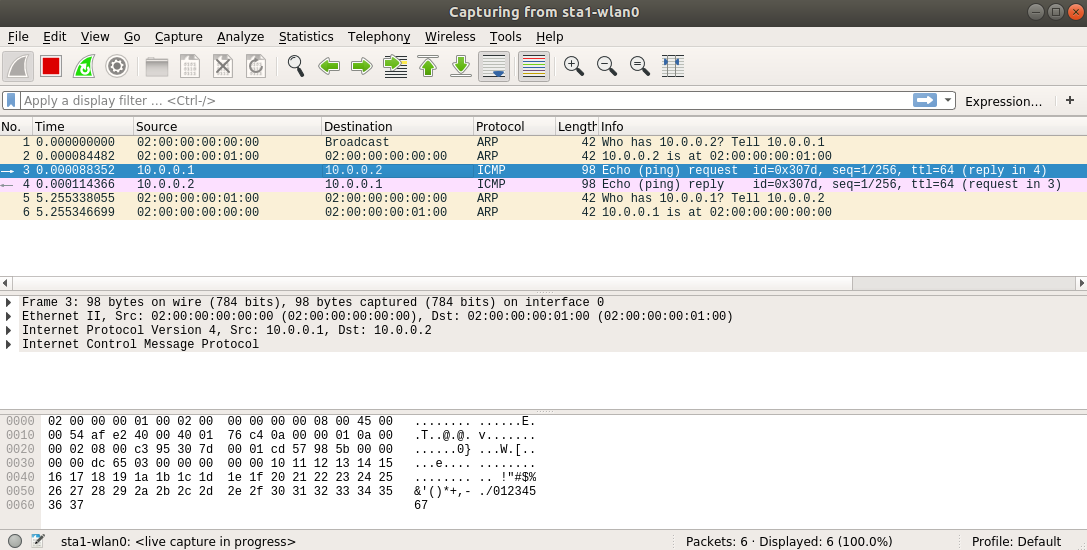 Capturing from sta1-wlan0
File Edit View Go Capture Analyze Statistics Telephony Wireless Tools Help
Apply a display filter ... <Ctrl-/> Expression... +
No. Time Source Destination Protocol Length Info
1 0.000000000 02:00:00:00:00:00 Broadcast ARP 42 Who has 10.0.0.2? Tell 10.0.0.1
2 0.000084482 02:00:00:00:01:00 02:00:00:00:00:00 ARP 42 10.0.0.2 is at 02:00:00:00:01:00
3 0.000088352 10.0.0.1 10.0.0.2 ICMP 98 Echo (ping) request id=0x307d, seq=1/256, ttl=64 (reply in 4)
4 0.000114366 10.0.0.2 10.0.0.1 ICMP 98 Echo (ping) reply id=0x307d, seq=1/256, ttl=64 (request in 3)
5 5.255338055 02:00:00:00:01:00 02:00:00:00:00:00 ARP 42 Who has 10.0.0.1? Tell 10.0.0.2
6 5.255346699 02:00:00:00:00:00 02:00:00:00:01:00 ARP 42 10.0.0.1 is at 02:00:00:00:00:00
Frame 3: 98 bytes on wire (784 bits), 98 bytes captured (784 bits) on interface 0
Ethernet II, Src: 02:00:00:00:00:00 (02:00:00:00:00:00), Dst: 02:00:00:00:01:00 (02:00:00:00:01:00)
Internet Protocol Version 4, Src: 10.0.0.1, Dst: 10.0.0.2
Internet Control Message Protocol
0000 02 00 00 00 01 00 02 00 00 00 00 00 08 00 45 00 ........ ......E.
0010 00 54 af e2 40 00 40 01 76 c4 0a 00 00 01 0a 00 .T..@.@. v.......
0020 00 02 08 00 c3 95 30 7d 00 01 cd 57 98 5b 00 00 ......0} ...W.[..
0030 00 00 dc 65 03 00 00 00 00 00 10 11 12 13 14 15 ...e.... ........
0040 16 17 18 19 1a 1b 1c 1d 1e 1f 20 21 22 23 24 25 ........ .. !"#$%
0050 26 27 28 29 2a 2b 2c 2d 2e 2f 30 31 32 33 34 35 &'()*+,- ./012345
0060 36 37 67
sta1-wlan0: <live capture in progress> Packets: 6 · Displayed: 6 (100.0%) Profile: Default